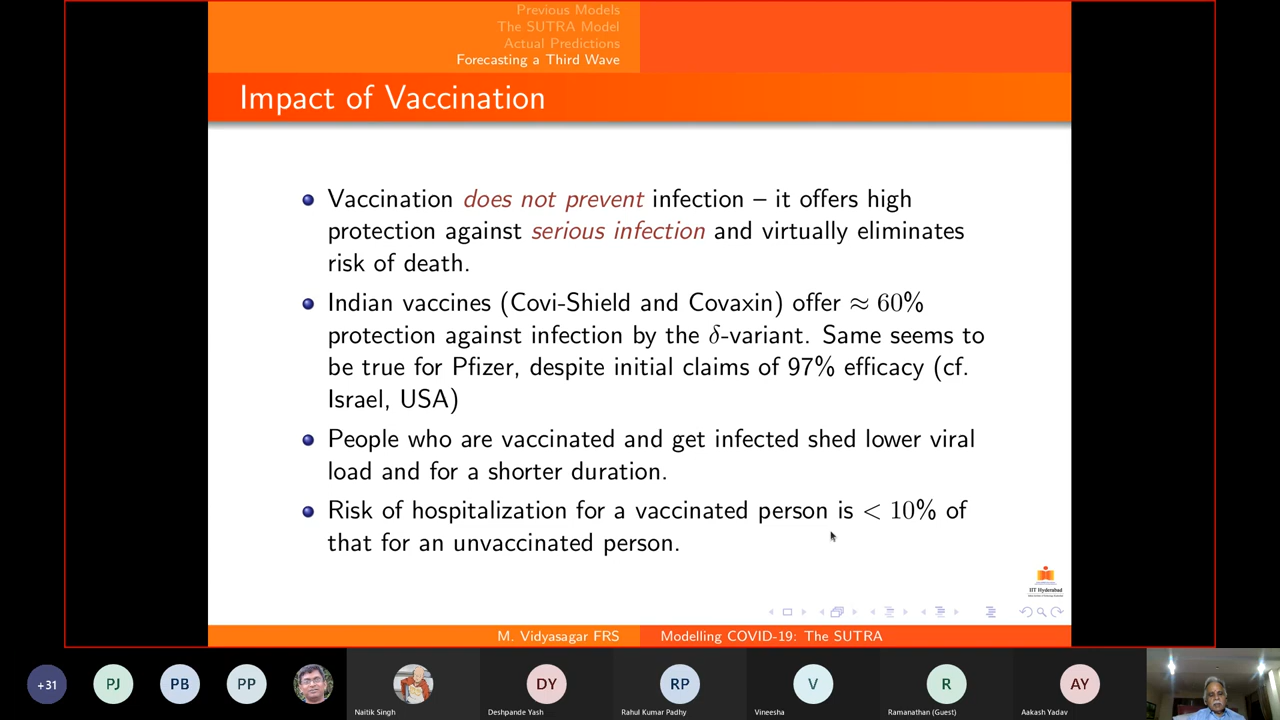 Previous Models
The SUTRA Model
Actual Predictions
Forecasting a Third Wave
Impact of Vaccination
Vaccination does not prevent infection – it offers high
protection against serious infection and virtually eliminates
risk of death.
Indian vaccines (Covi-Shield and Covaxin) offer ≈ 60%
protection against infection by the δ-variant. Same seems to
be true for Pfizer, despite initial claims of 97% efficacy (cf.
Israel, USA)
People who are vaccinated and get infected shed lower viral
load and for a shorter duration.
Risk of hospitalization for a vaccinated person is < 10% of
that for an unvaccinated person.
IIT Hyderabad
M. Vidyasagar FRS
Modelling COVID-19: The SUTRA
+31
PJ
PB
PP
DY
RP
V
R
AY
Naitik Singh
Deshpande Yash
Rahul Kumar Padhy
Vineesha
Ramanathan (Guest)
Aakash Yadav